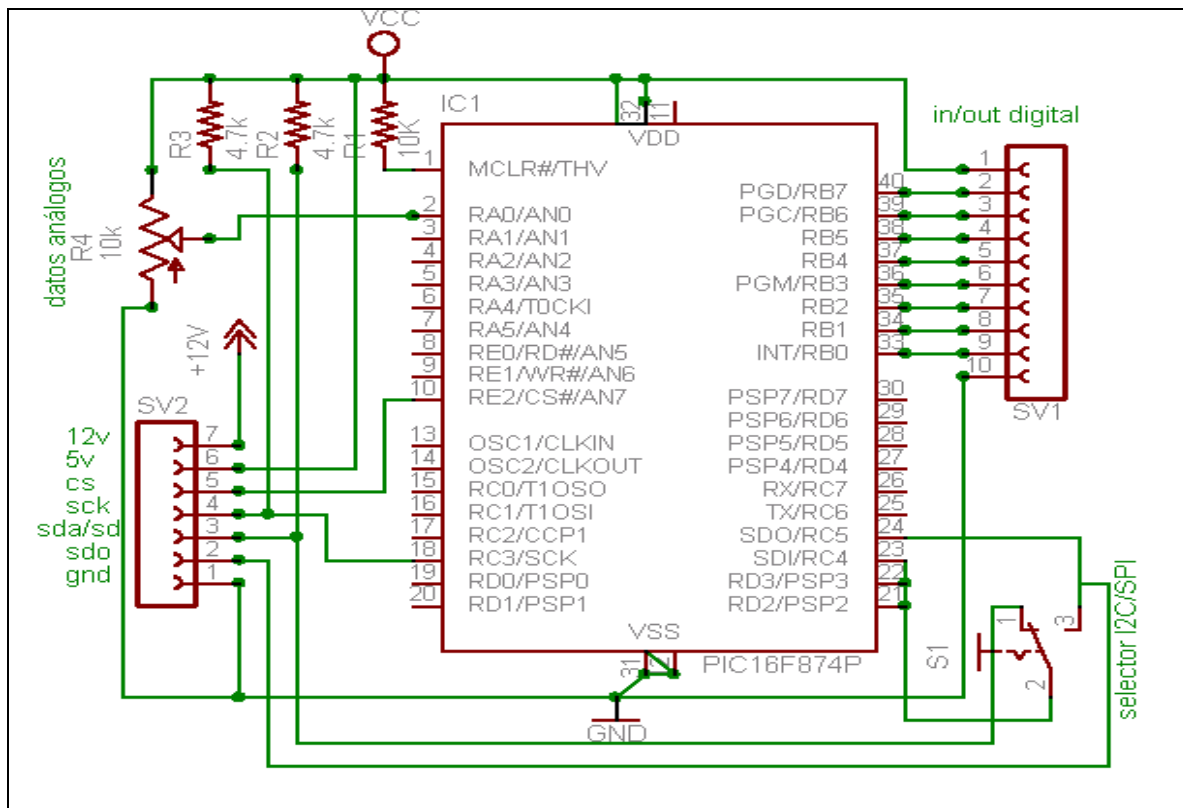 VCC
IC1
32
11
VDD
in/out digital
R3
4.7k
R2
4.7k
R1
10K
datos análogos
R4
10k
+12V
1
2
3
4
5
6
7
8
9
10
13
14
15
16
17
18
19
20
MCLR#/THV
RA0/AN0
RA1/AN1
RA2/AN2
RA3/AN3
RA4/T0CKI
RA5/AN4
RE0/RD#/AN5
RE1/WR#/AN6
RE2/CS#/AN7
OSC1/CLKIN
OSC2/CLKOUT
RC0/T1OSO
RC1/T1OSI
RC2/CCP1
RC3/SCK
RD0/PSP0
RD1/PSP1
PGD/RB7
PGC/RB6
RB5
RB4
PGM/RB3
RB2
RB1
INT/RB0
PSP7/RD7
PSP6/RD6
PSP5/RD5
PSP4/RD4
RX/RC7
TX/RC6
SDO/RC5
SDI/RC4
RD3/PSP3
RD2/PSP2
40
39
38
37
36
35
34
33
30
29
28
27
26
25
24
23
22
21
1
2
3
4
5
6
7
8
9
10
SV1
SV2
12v
5v
cs
sck
sda/sd
sdo
gnd
7
6
5
4
3
2
1
VSS
31
PIC16F874P
GND
S1
1
3
2
selector I2C/SPI